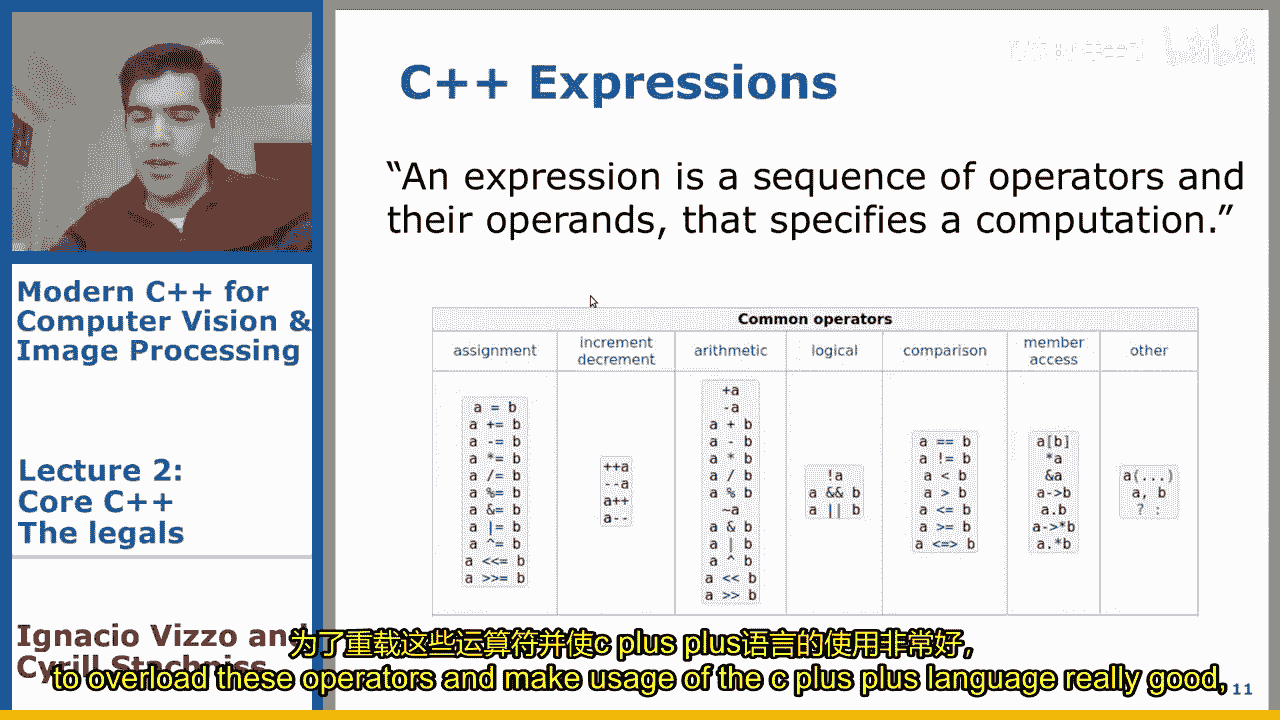 C++ Expressions
“An expression is a sequence of operators and
their operands, that specifies a computation.”
Modern C++ for
Computer Vision &
Image Processing
Lecture 2:
Core C++
The legals
Ignacio Vizzo and
Cyrill Stachniss
Common operators
assignment
increment
decrement
arithmetic
logical
comparison
member
access
other
a = b
a += b
a -= b
a *= b
a /= b
a %= b
a &= b
a |= b
a ^= b
a <<= b
a >>= b
++a
--a
a++
a--
+a
-a
a + b
a - b
a * b
a / b
a % b
~a
a & b
a | b
a ^ b
a << b
a >> b
!a
a && b
a || b
a == b
a != b
a < b
a > b
a <= b
a >= b
a <=> b
a[b]
*a
&a
a->b
a.b
a->*b
a.*b
a(...)
a, b
? :
为了重载这些运算符并使c plus plus语言的使用非常好,
to overload these operators and make usage of the c plus plus language really good,
11